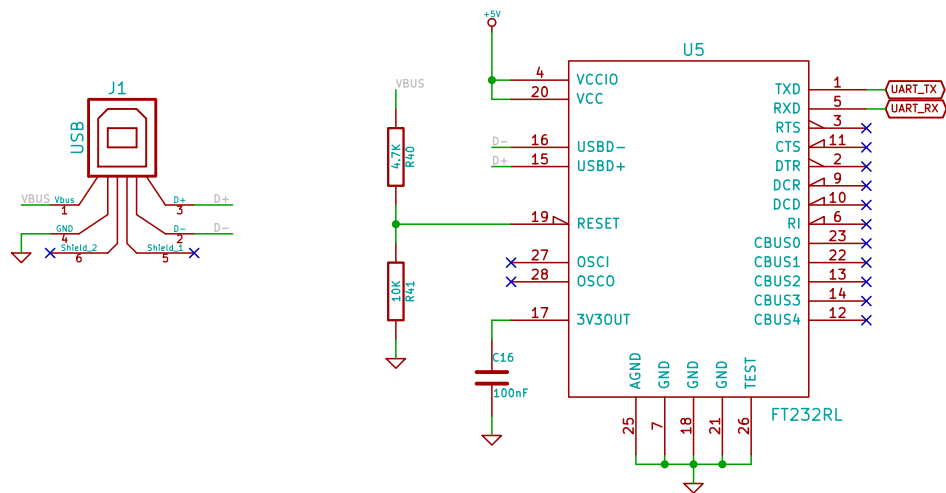 J1
USB
VBUS
Vbus
1
D+
3
D+
GND
4
D-
2
D-
Shield_2
6
Shield_1
5
VBUS
4.7K
R40
10K
R41
+5V
U5
4 VCCIO
20 VCC
D- 16 USBD-
D+ 15 USBD+
19 RESET
27 OSCI
28 OSCO
17 3V3OUT
C16
100nF
TXD 1 UART_TX
RXD 5 UART_RX
RTS 3
CTS 11
DTR 2
DCR 9
DCD 10
RI 6
CBUS0 23
CBUS1 22
CBUS2 13
CBUS3 14
CBUS4 12
AGND
GND
GND
GND
TEST
25
7
18
21
26
FT232RL